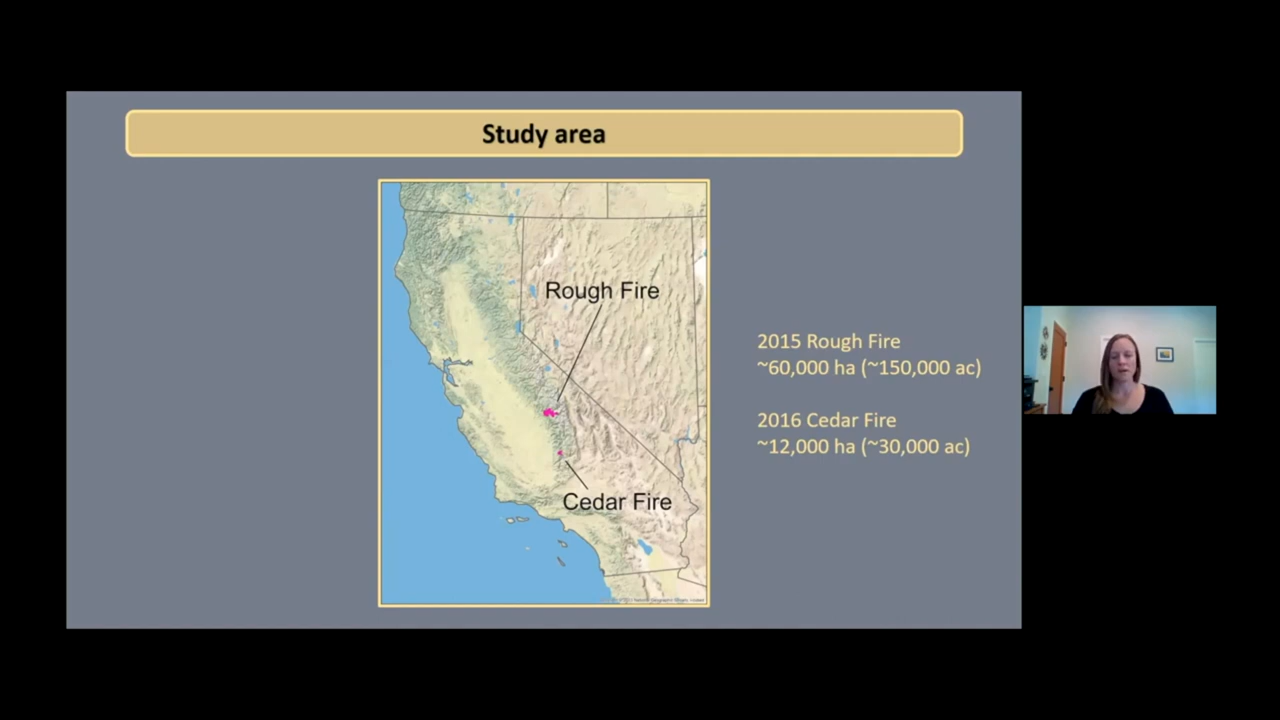 Study area
Rough Fire
Cedar Fire
2015 Rough Fire
~60,000 ha (~150,000 ac)
2016 Cedar Fire
~12,000 ha (~30,000 ac)